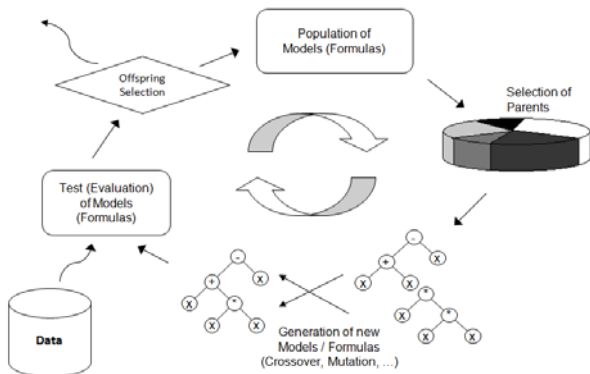 Population of
Models (Formulas)
Offspring
Selection
Selection of
Parents
Test (Evaluation)
of Models
(Formulas)
-
+
X
X
X
*
*
X
X
X
-
+
X
X
*
X
X
Generation of new
Models / Formulas
(Crossover, Mutation, ...)
Data